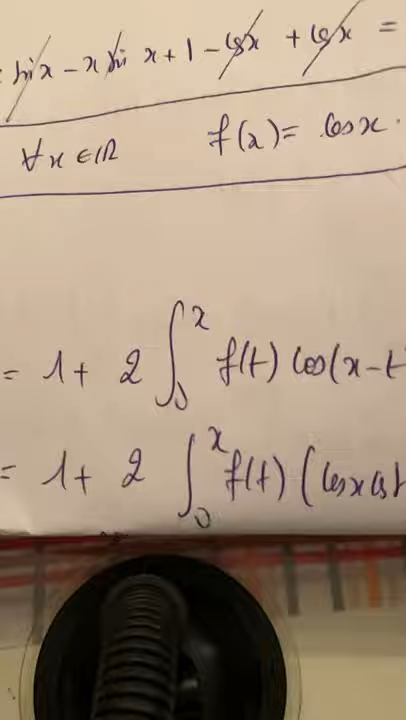 sin x - x sin x + 1 - cos x + cos x =
∀x ∈ ℝ f(x) = cos x.
= 1 + 2 ∫₀ˣ f(t) cos(x-t
= 1 + 2 ∫₀ˣ f(t) (cos x cos t